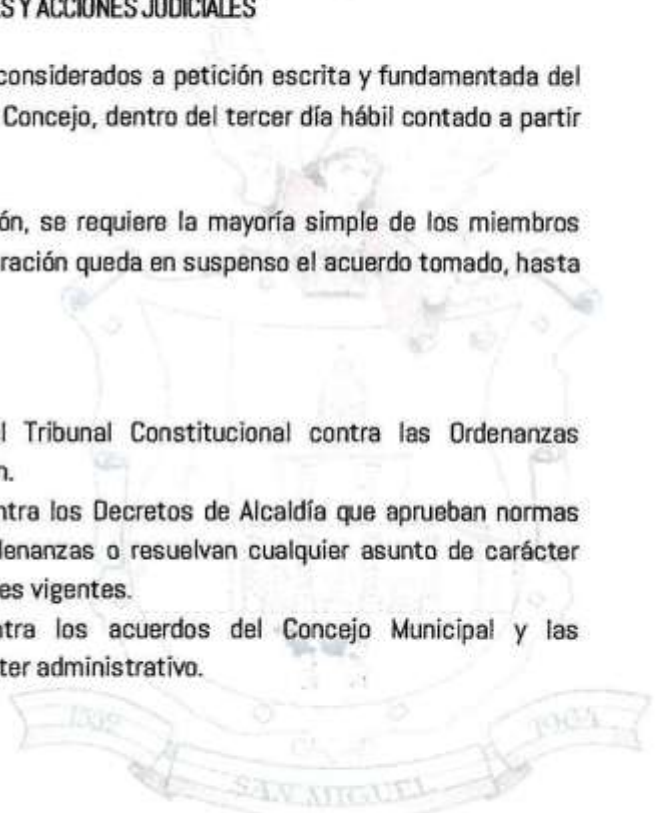 ES Y ACCIONES JUDICIALES
considerados a petición escrita y fundamentada del
Concejo, dentro del tercer día hábil contado a partir
ón, se requiere la mayoría simple de los miembros
ración queda en suspenso el acuerdo tomado, hasta
l Tribunal Constitucional contra las Ordenanzas
n.
ntra los Decretos de Alcaldía que aprueban normas
denanzas o resuelvan cualquier asunto de carácter
es vigentes.
ntra los acuerdos del Concejo Municipal y las
ter administrativo.
SAN MIGUEL